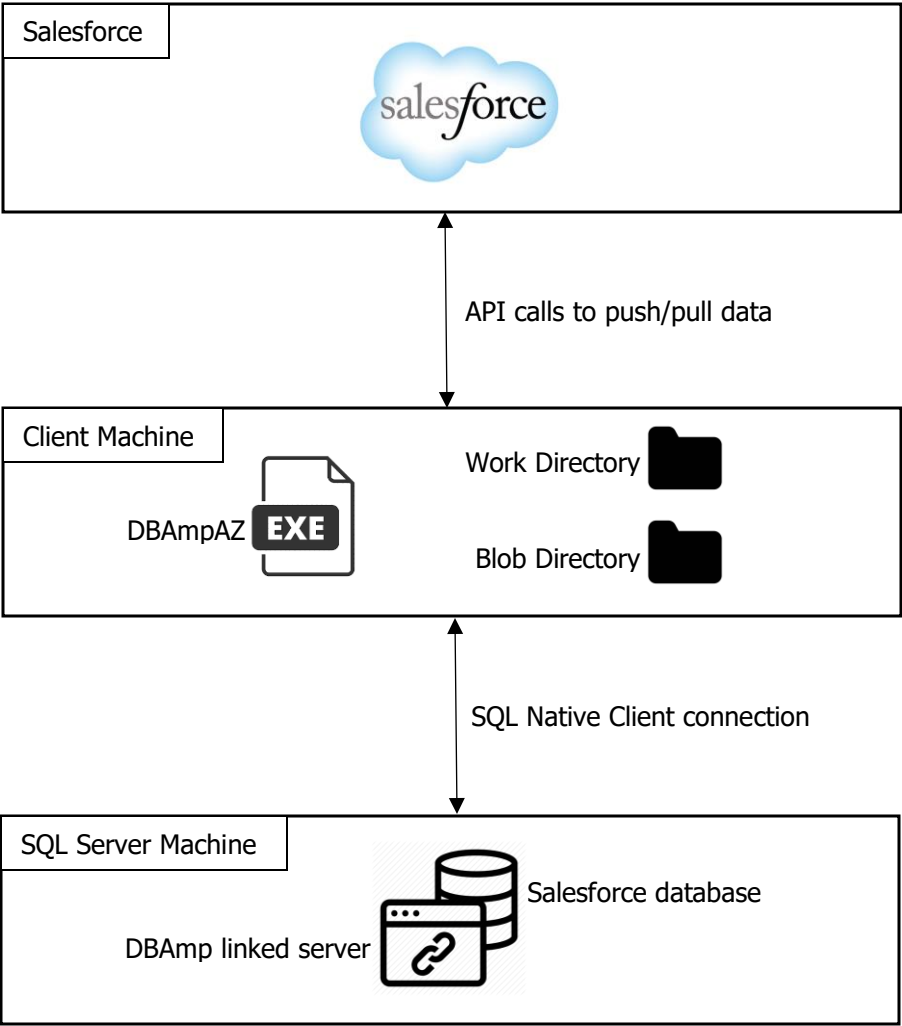 Salesforce
salesforce
API calls to push/pull data
Client Machine
Work Directory
DBAmpAZ
EXE
Blob Directory
SQL Native Client connection
SQL Server Machine
Salesforce database
DBAmp linked server